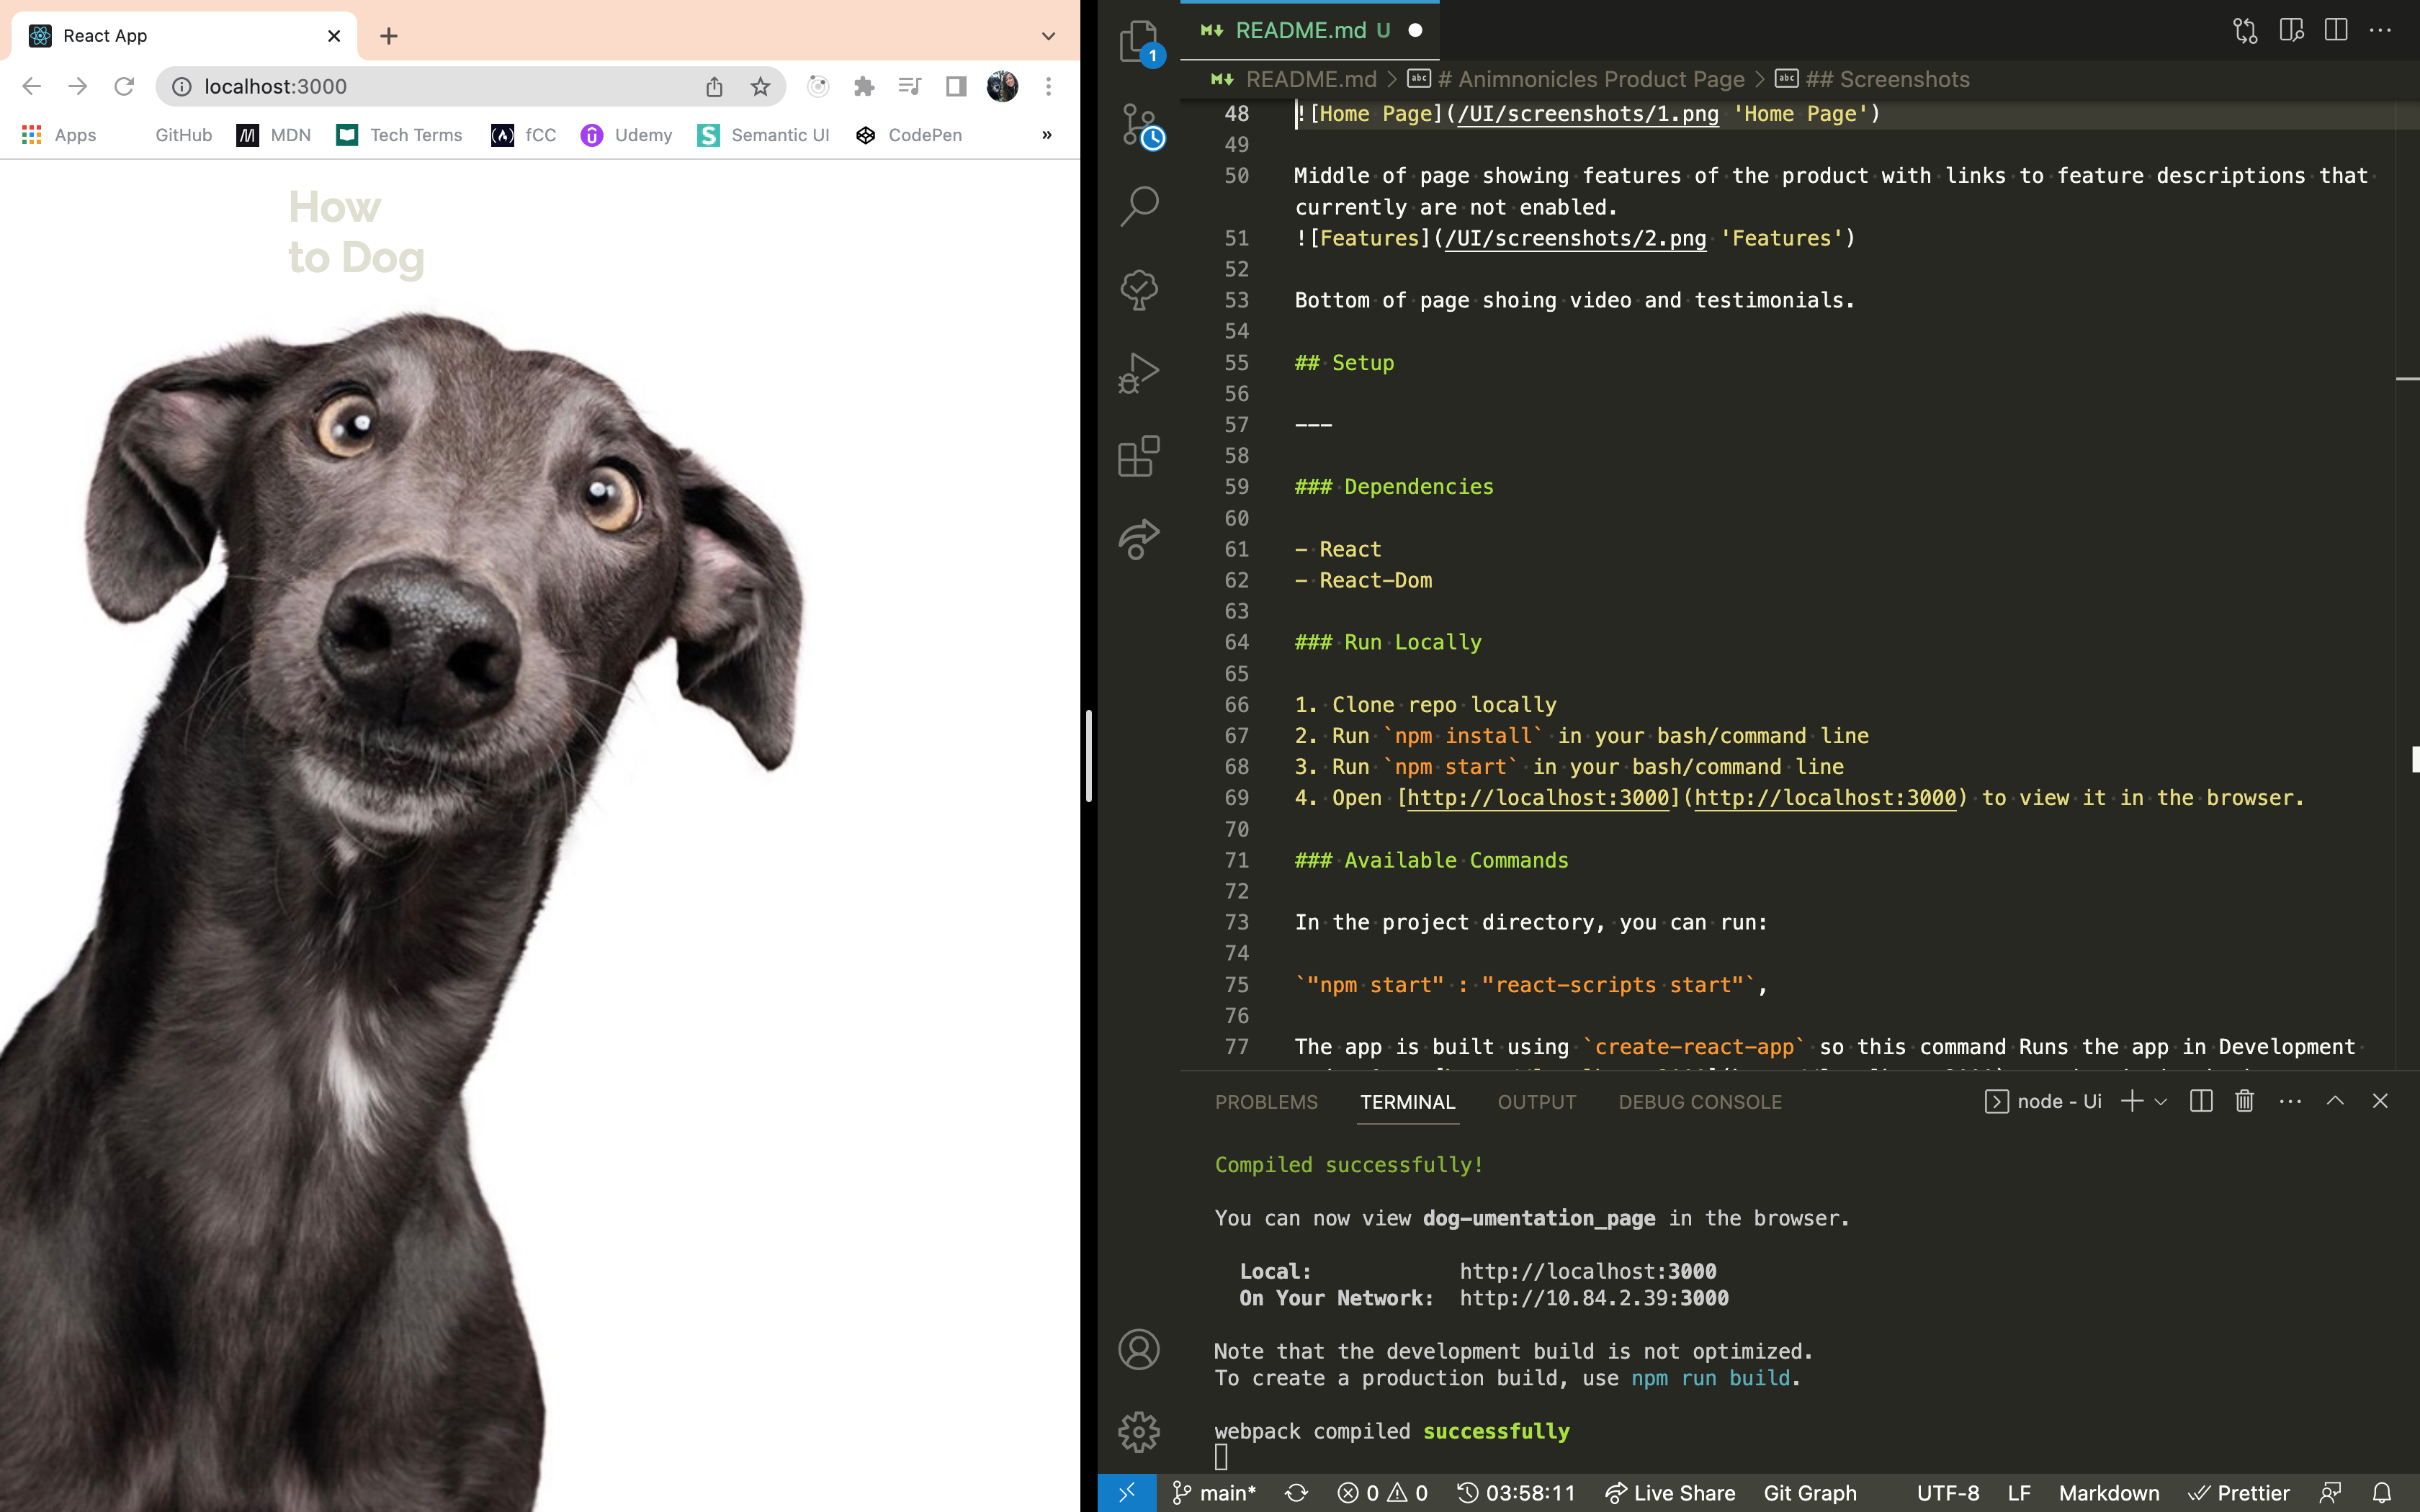 React App
localhost:3000
Apps
GitHub
MDN
Tech Terms
fCC
Udemy
Semantic UI
CodePen
»
How
to Dog
1
README.md U
README.md > # Animnonicles Product Page > ## Screenshots
48 ![Home Page](/UI/screenshots/1.png 'Home Page')
49
50 Middle of page showing features of the product with links to feature descriptions that
currently are not enabled.
51 ![Features](/UI/screenshots/2.png 'Features')
52
53 Bottom of page shoing video and testimonials.
54
55 ## Setup
56
57 ---
58
59 ### Dependencies
60
61 - React
62 - React-Dom
63
64 ### Run Locally
65
66 1. Clone repo locally
67 2. Run `npm install` in your bash/command line
68 3. Run `npm start` in your bash/command line
69 4. Open [http://localhost:3000](http://localhost:3000) to view it in the browser.
70
71 ### Available Commands
72
73 In the project directory, you can run:
74
75 `"npm start" : "react-scripts start"`,
76
77 The app is built using `create-react-app` so this command Runs the app in Development
PROBLEMS TERMINAL OUTPUT DEBUG CONSOLE
node - Ui
Compiled successfully!
You can now view dog-umentation_page in the browser.
Local: http://localhost:3000
On Your Network: http://10.84.2.39:3000
Note that the development build is not optimized.
To create a production build, use npm run build.
webpack compiled successfully
main* 0 0 03:58:11 Live Share Git Graph UTF-8 LF Markdown Prettier